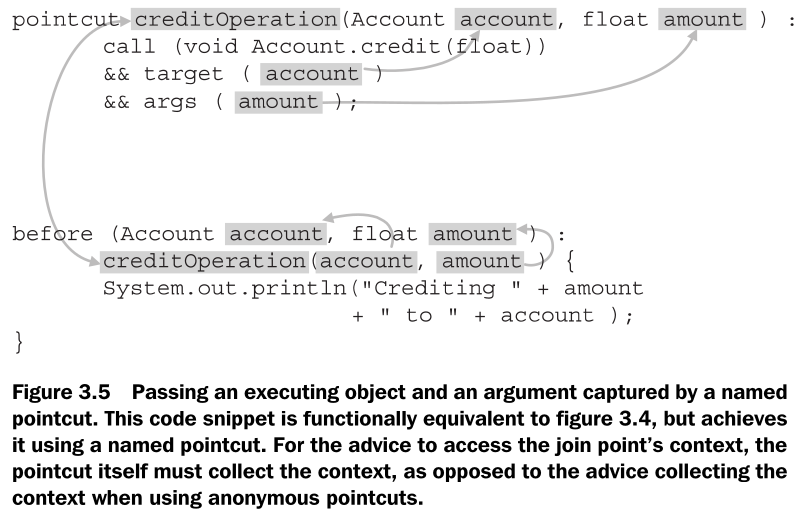 pointcut creditOperation(Account account, float amount ) :
call (void Account.credit(float))
&& target ( account )
&& args ( amount );
before (Account account, float amount ) :
creditOperation(account, amount ) {
System.out.println("Crediting " + amount
+ " to " + account );
}
Figure 3.5 Passing an executing object and an argument captured by a named
pointcut. This code snippet is functionally equivalent to figure 3.4, but achieves
it using a named pointcut. For the advice to access the join point's context, the
pointcut itself must collect the context, as opposed to the advice collecting the
context when using anonymous pointcuts.